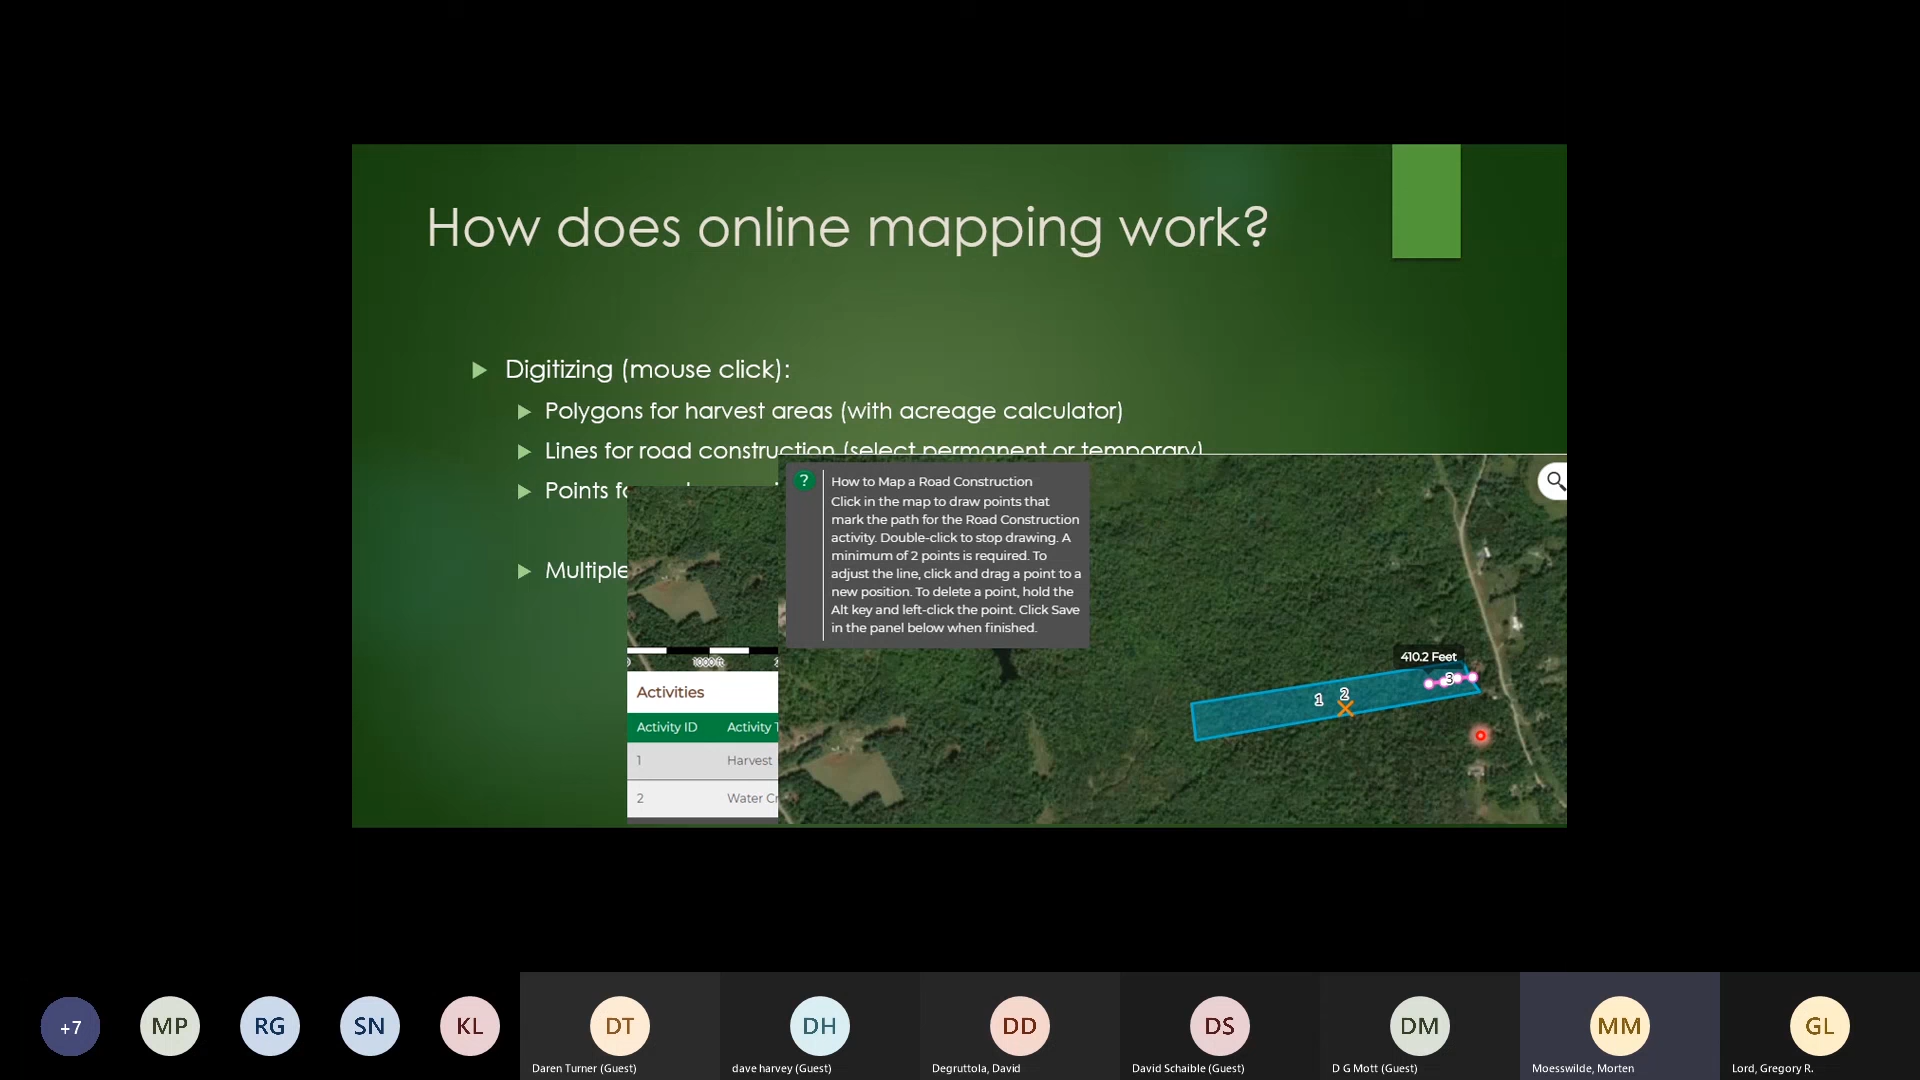 How does online mapping work?
Digitizing (mouse click):
Polygons for harvest areas (with acreage calculator)
Lines for road construction (select permanent or temporary)
Points
Multiple
?
How to Map a Road Construction
Click in the map to draw points that
mark the path for the Road Construction
activity. Double-click to stop drawing. A
minimum of 2 points is required. To
adjust the line, click and drag a point to a
new position. To delete a point, hold the
Alt key and left-click the point. Click Save
in the panel below when finished.
410.2 Feet
1
2
3
1000 ft
Activities
Activity ID Activity T
1 Harvest
2 Water Cr
+7
MP
RG
SN
KL
DT
Daren Turner (Guest)
DH
dave harvey (Guest)
DD
Degruttola, David
DS
David Schaible (Guest)
DM
D G Mott (Guest)
MM
Moesswilde, Morten
GL
Lord, Gregory R.